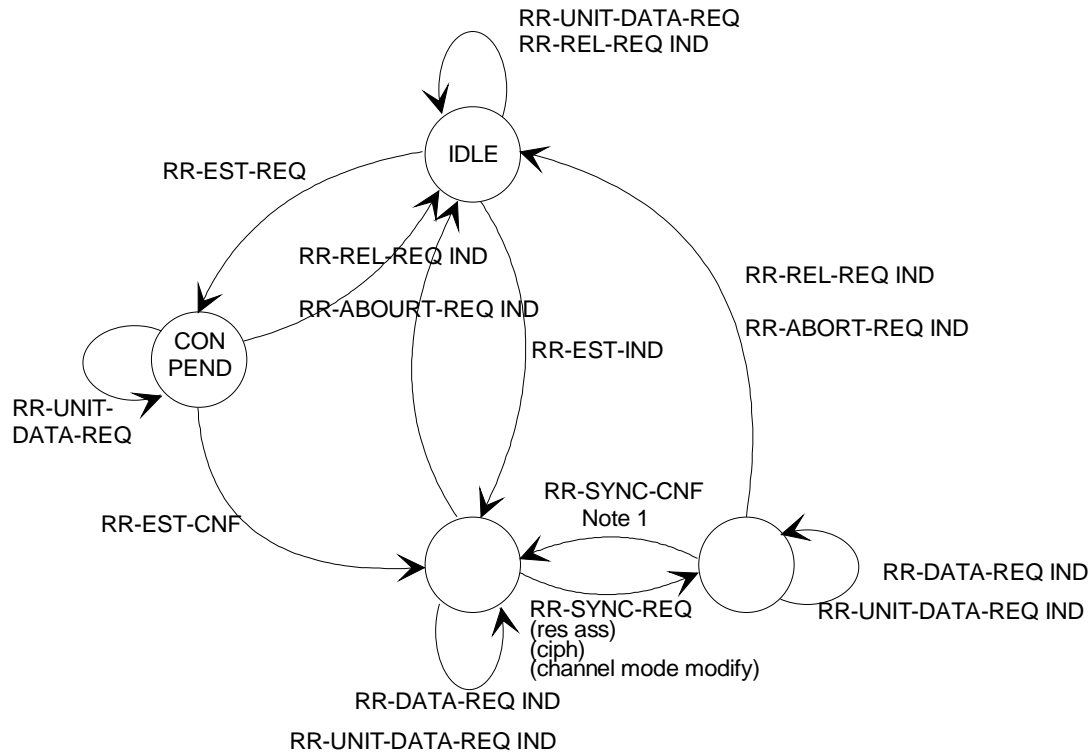 RR-UNIT-DATA-REQ
RR-REL-REQ IND
IDLE
RR-EST-REQ
RR-REL-REQ IND
RR-ABOURT-REQ IND
RR-REL-REQ IND
RR-ABORT-REQ IND
CON
PEND
RR-EST-IND
RR-UNIT-
DATA-REQ
RR-EST-CNF
RR-SYNC-CNF
Note 1
RR-SYNC-REQ
(res ass)
(ciph)
(channel mode modify)
RR-DATA-REQ IND
RR-UNIT-DATA-REQ IND
RR-DATA-REQ IND
RR-UNIT-DATA-REQ IND